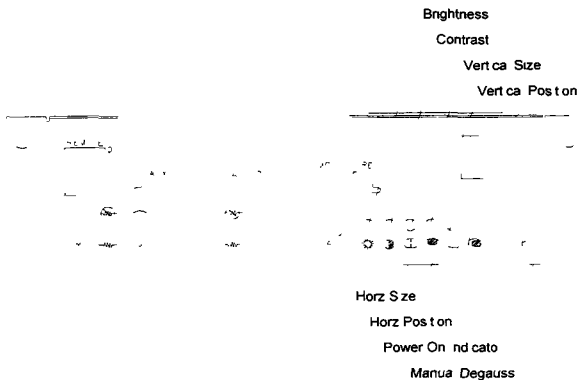 Brightness
Contrast
Vert ca Size
Vert ca Pos t on
Horz S ze
Horz Pos t on
Power On nd cato
Manua Degauss